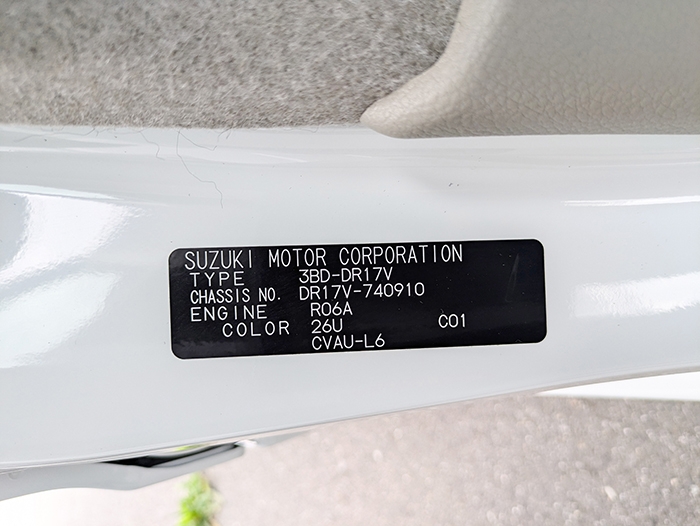 SUZUKI MOTOR CORPORATION
TYPE 3BD-DR17V
CHASSIS NO. DR17V-740910
ENGINE R06A
COLOR 26U C01
CVAU-L6